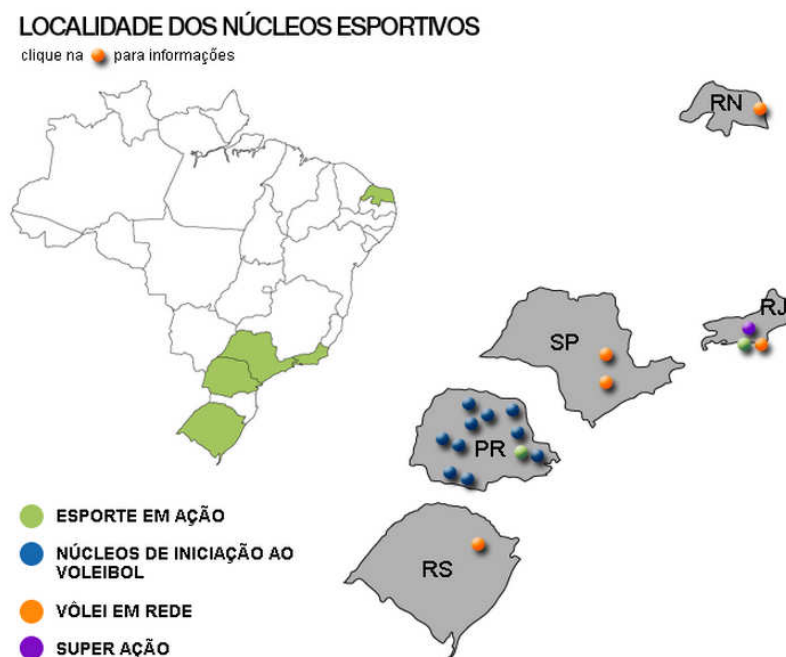 LOCALIDADE DOS NÚCLEOS ESPORTIVOS
clique na para informações
RN
RJ
SP
PR
RS
ESPORTE EM AÇÃO
NÚCLEOS DE INICIAÇÃO AO
VOLEIBOL
VÔLEI EM REDE
SUPER AÇÃO